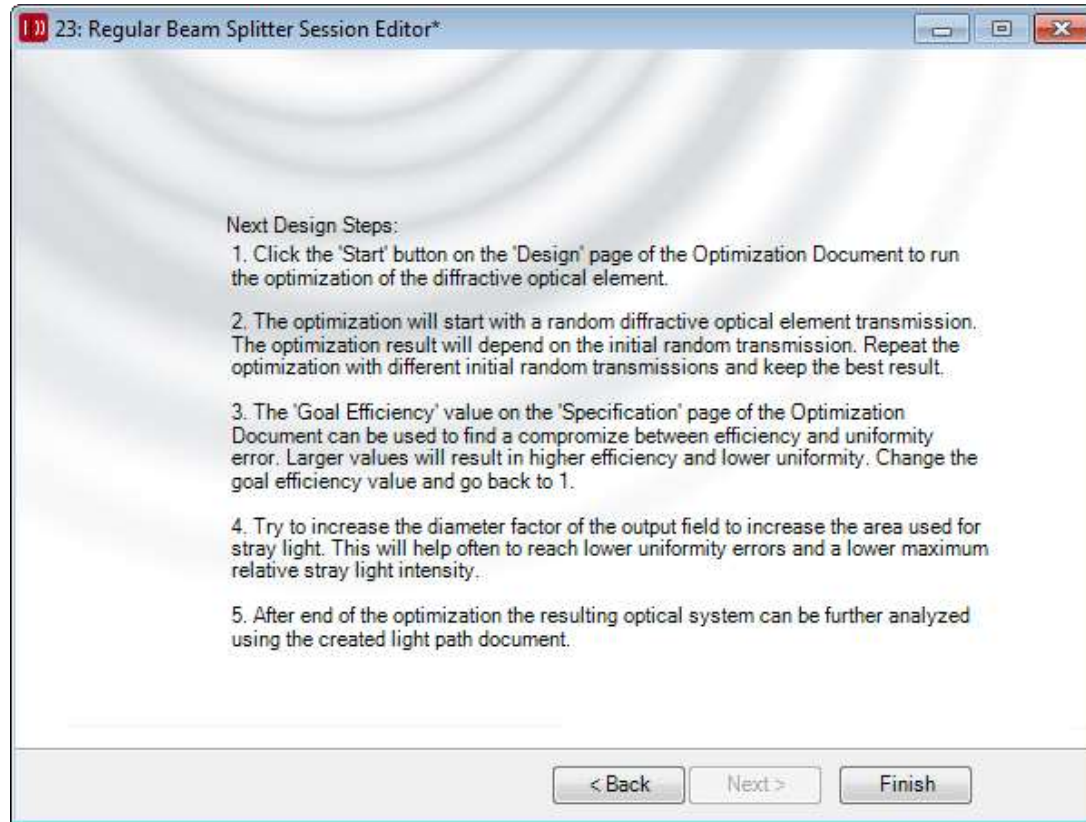 23: Regular Beam Splitter Session Editor*
Next Design Steps:
1. Click the 'Start' button on the 'Design' page of the Optimization Document to run
the optimization of the diffractive optical element.
2. The optimization will start with a random diffractive optical element transmission.
The optimization result will depend on the initial random transmission. Repeat the
optimization with different initial random transmissions and keep the best result.
3. The 'Goal Efficiency' value on the 'Specification' page of the Optimization
Document can be used to find a compromize between efficiency and uniformity
error. Larger values will result in higher efficiency and lower uniformity. Change the
goal efficiency value and go back to 1.
4. Try to increase the diameter factor of the output field to increase the area used for
stray light. This will help often to reach lower uniformity errors and a lower maximum
relative stray light intensity.
5. After end of the optimization the resulting optical system can be further analyzed
using the created light path document.
< Back Next > Finish